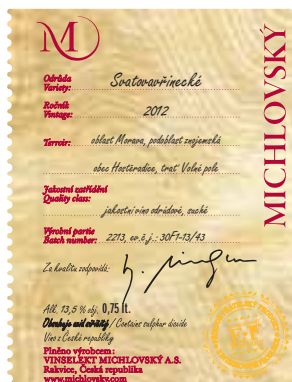 M
MICHLOVSKÝ
Odrůda
Variety: Svatovavřinecké
Ročník
Vintage: 2012
Terroir: oblast Morava, podoblast znojemská
obec Hostěradice, trať Volné pole
Jakostní zatřídění
Quality class:
jakostní víno odrůdové, suché
Výrobní partie
Batch number: 2213, ev.č.j.: 30F1-13/43
Za kvalitu zodpovídá:
Alk. 13,5 % obj. 0,75 lt.
Obsahuje oxid siřičitý / Contains sulphur dioxide
Víno z České republiky
Plněno výrobcem:
VINSELEKT MICHLOVSKÝ A.S.
Rakvice, Česká republika
www.michlovsky.com